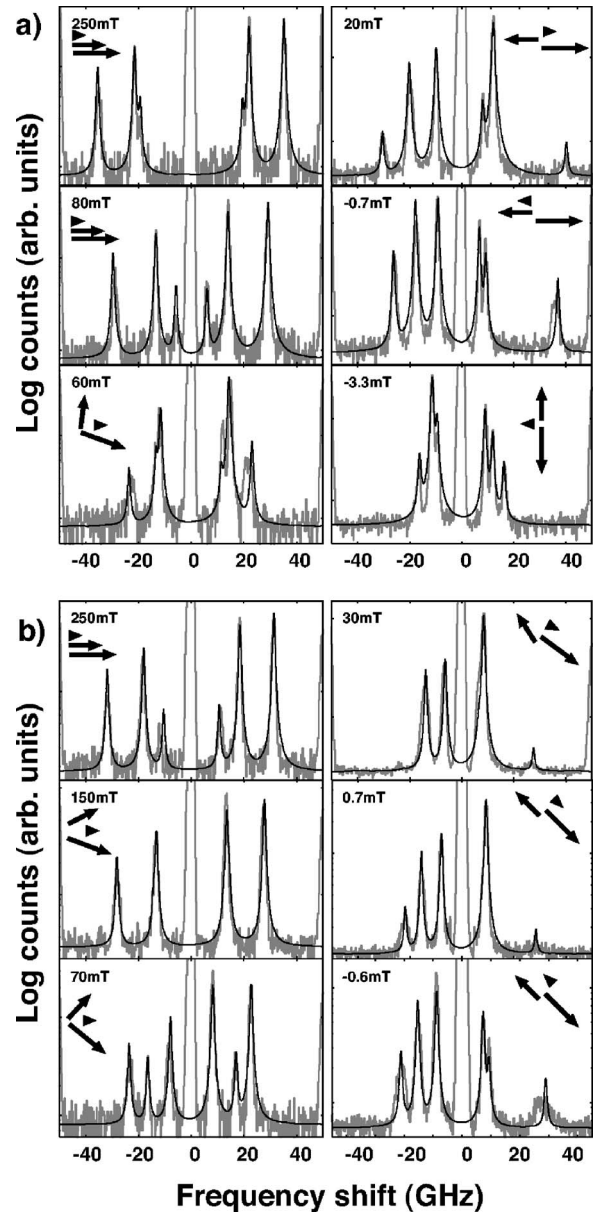 a)
250mT
20mT
80mT
-0.7mT
60mT
-3.3mT
Log counts (arb. units)
-40 -20 0 20 40 -40 -20 0 20 40
b)
250mT
30mT
150mT
0.7mT
70mT
-0.6mT
Log counts (arb. units)
-40 -20 0 20 40 -40 -20 0 20 40
Frequency shift (GHz)